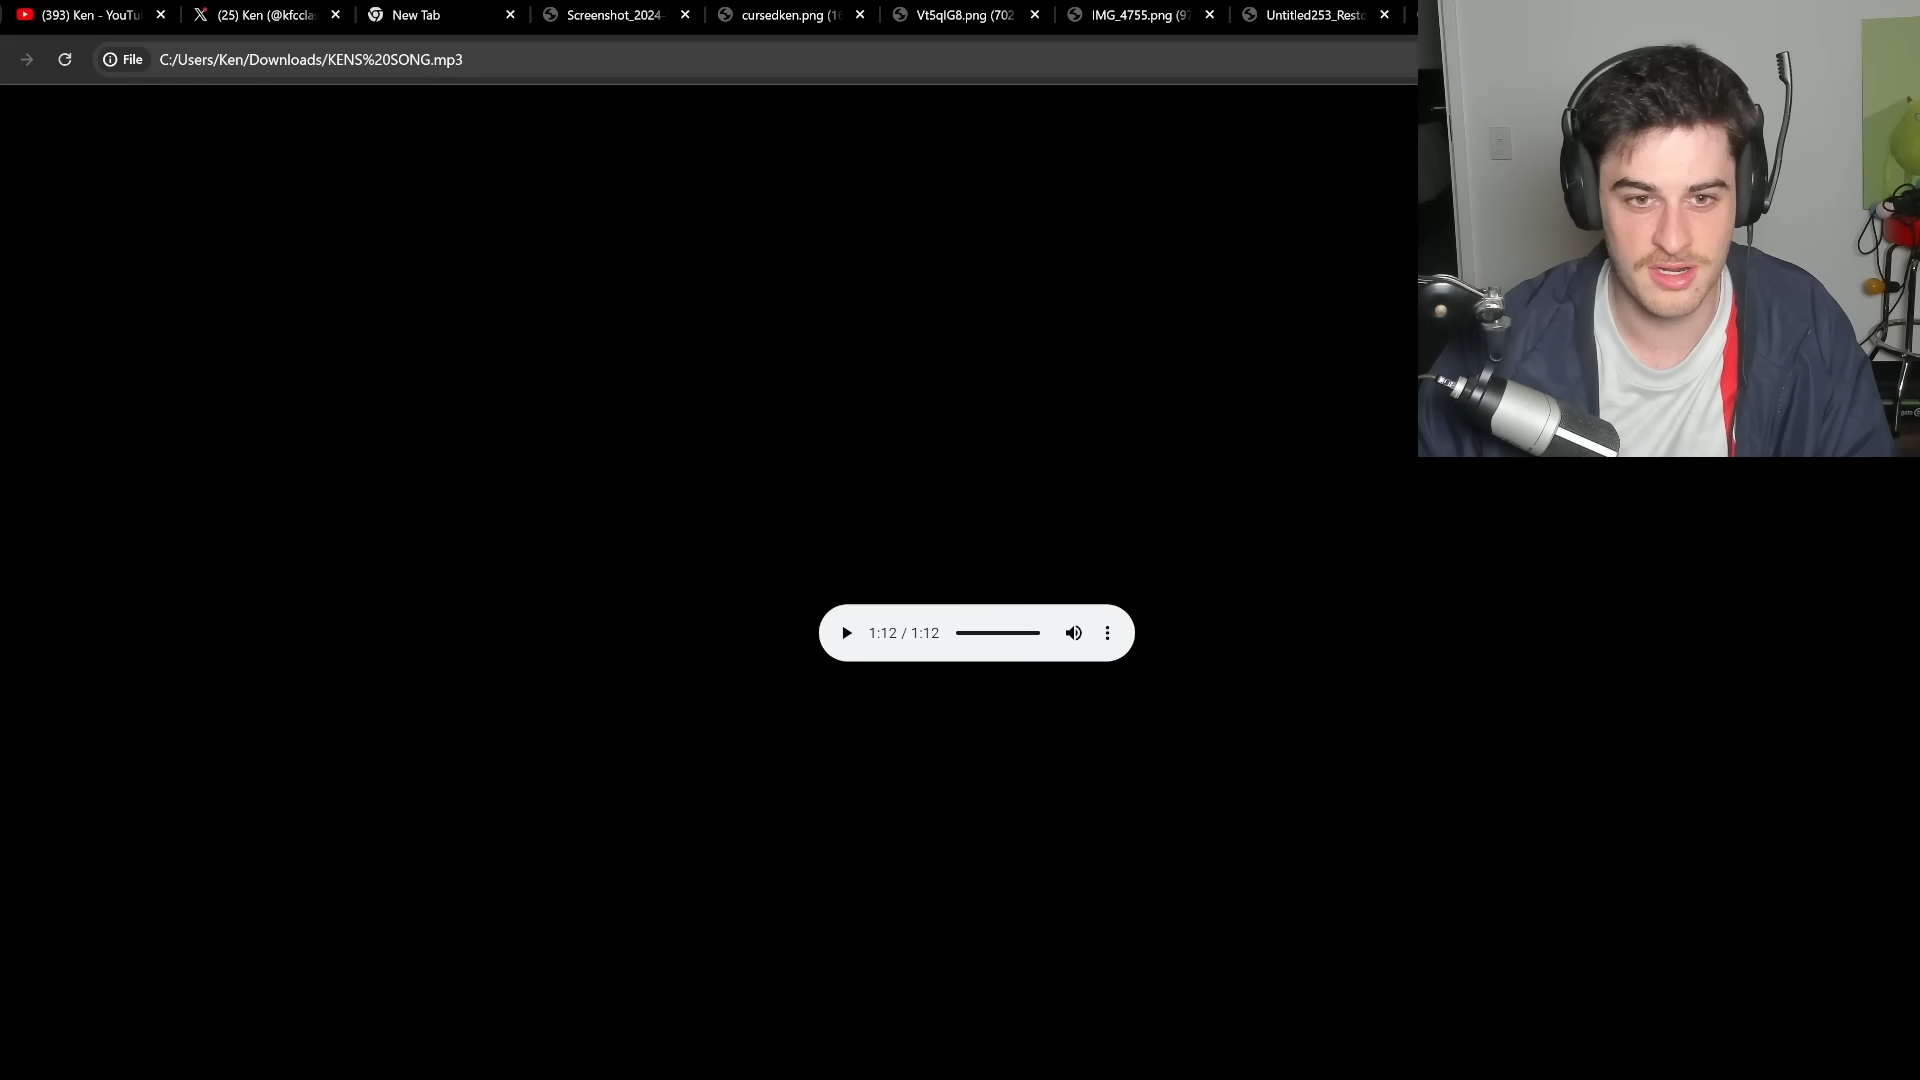 (393) Ken - YouTu
(25) Ken (@kfccla
New Tab
Screenshot_2024-
cursedken.png (1
Vt5qlG8.png (702
IMG_4755.png (97
Untitled253_Resto
File
C:/Users/Ken/Downloads/KENS%20SONG.mp3
1:12 / 1:12